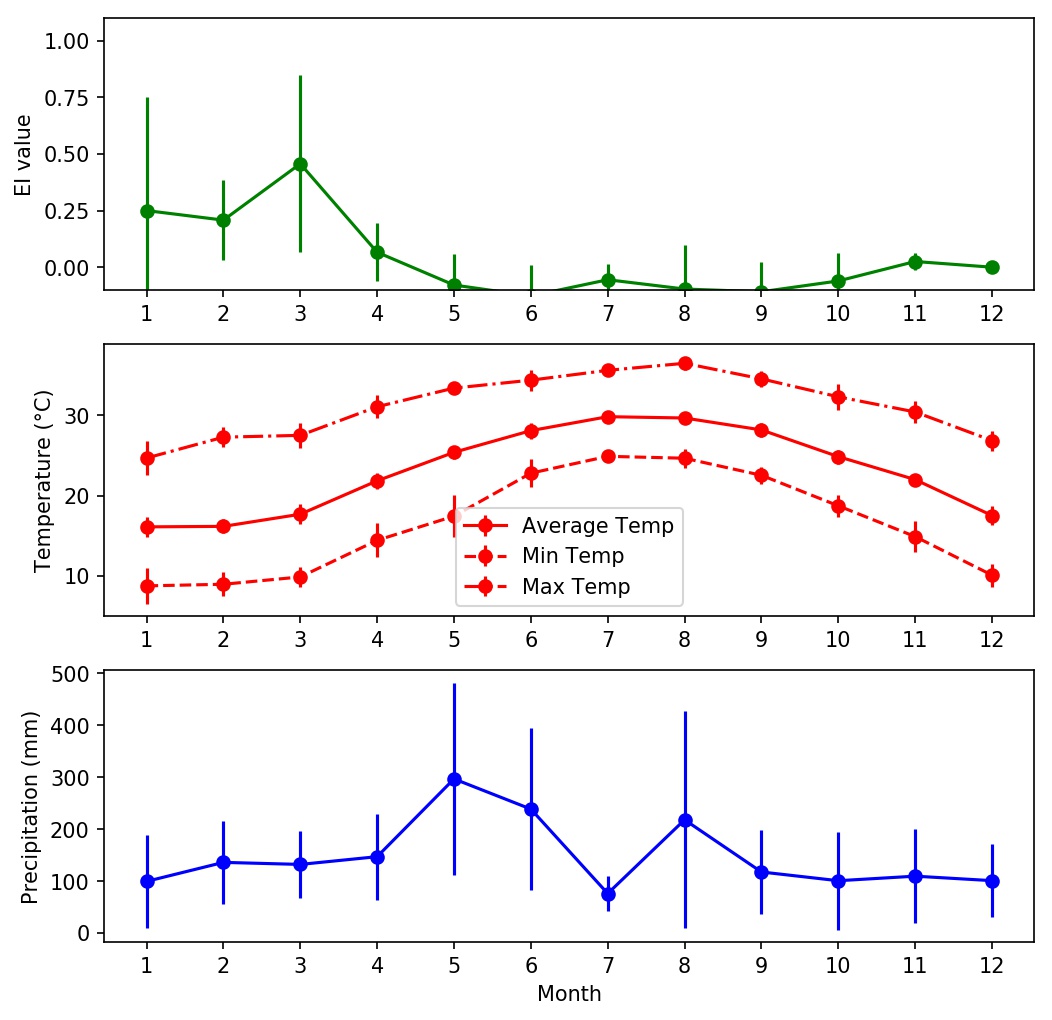 EI value
1.00
0.75
0.50
0.25
0.00
1 2 3 4 5 6 7 8 9 10 11 12
Temperature (°C)
30
20
10
Average Temp
Min Temp
Max Temp
1 2 3 4 5 6 7 8 9 10 11 12
Precipitation (mm)
500
400
300
200
100
0
1 2 3 4 5 6 7 8 9 10 11 12
Month